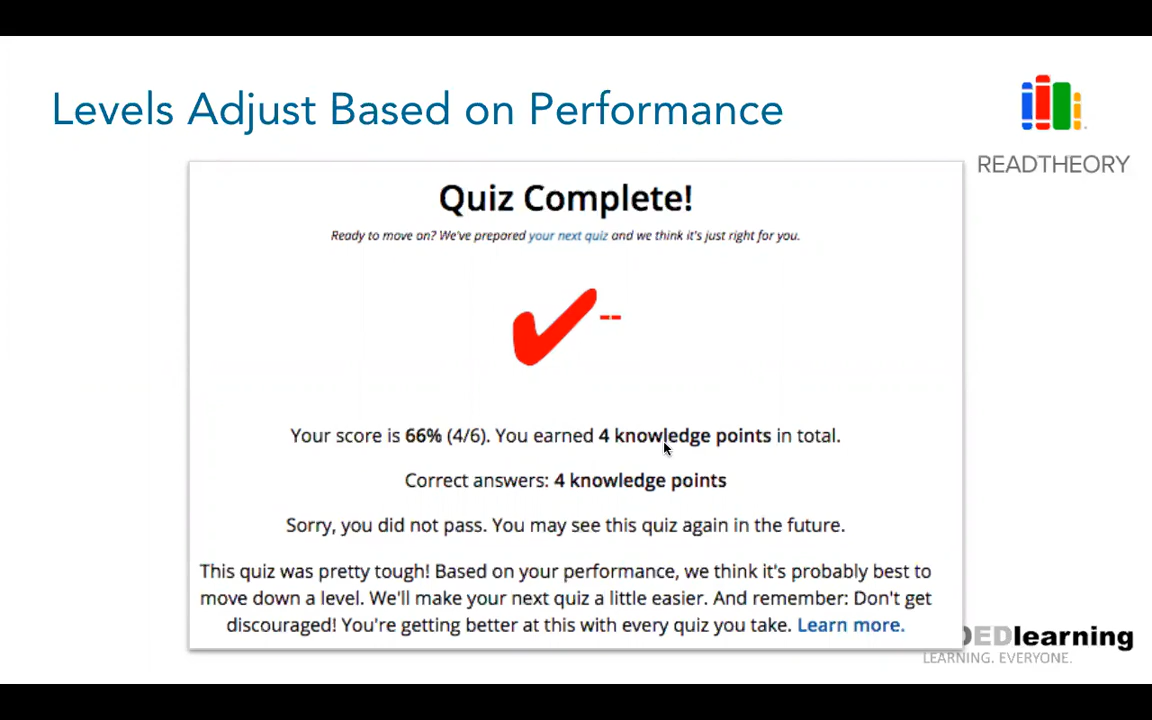 Levels Adjust Based on Performance
READTHEORY
Quiz Complete!
Ready to move on? We've prepared your next quiz and we think it's just right for you.
--
Your score is 66% (4/6). You earned 4 knowledge points in total.
Correct answers: 4 knowledge points
Sorry, you did not pass. You may see this quiz again in the future.
This quiz was pretty tough! Based on your performance, we think it's probably best to
move down a level. We'll make your next quiz a little easier. And remember: Don't get
discouraged! You're getting better at this with every quiz you take. Learn more.
DEDlearning
LEARNING. EVERYONE.